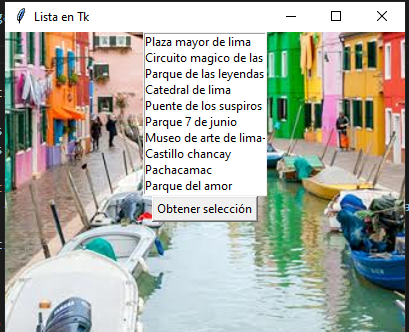 Lista en Tk
Plaza mayor de lima
Circuito magico de las
Parque de las leyendas
Catedral de lima
Puente de los suspiros
Parque 7 de junio
Museo de arte de lima-
Castillo chancay
Pachacamac
Parque del amor
Obtener selección